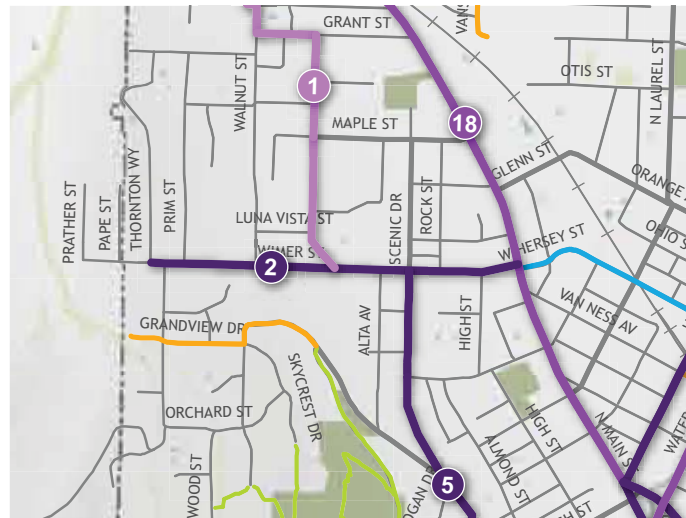 GRANT ST
VANS
OTIS ST
N LAUREL ST
1
WALNUT ST
MAPLE ST
18
GLENN ST
ORANGE
PRATHER ST
PAPE ST
THORNTON WY
PRIM ST
SCENIC DR
ROCK ST
LUNA VISTA ST
OHIO S
WIMER ST
W HERSEY ST
2
VAN NESS AV
GRANDVIEW DR
ALTA AV
HIGH ST
SKYCREST DR
ORCHARD ST
HIGH ST
N MAIN ST
WATER
ALMOND ST
WOOD ST
OGAN DR
5
H ST